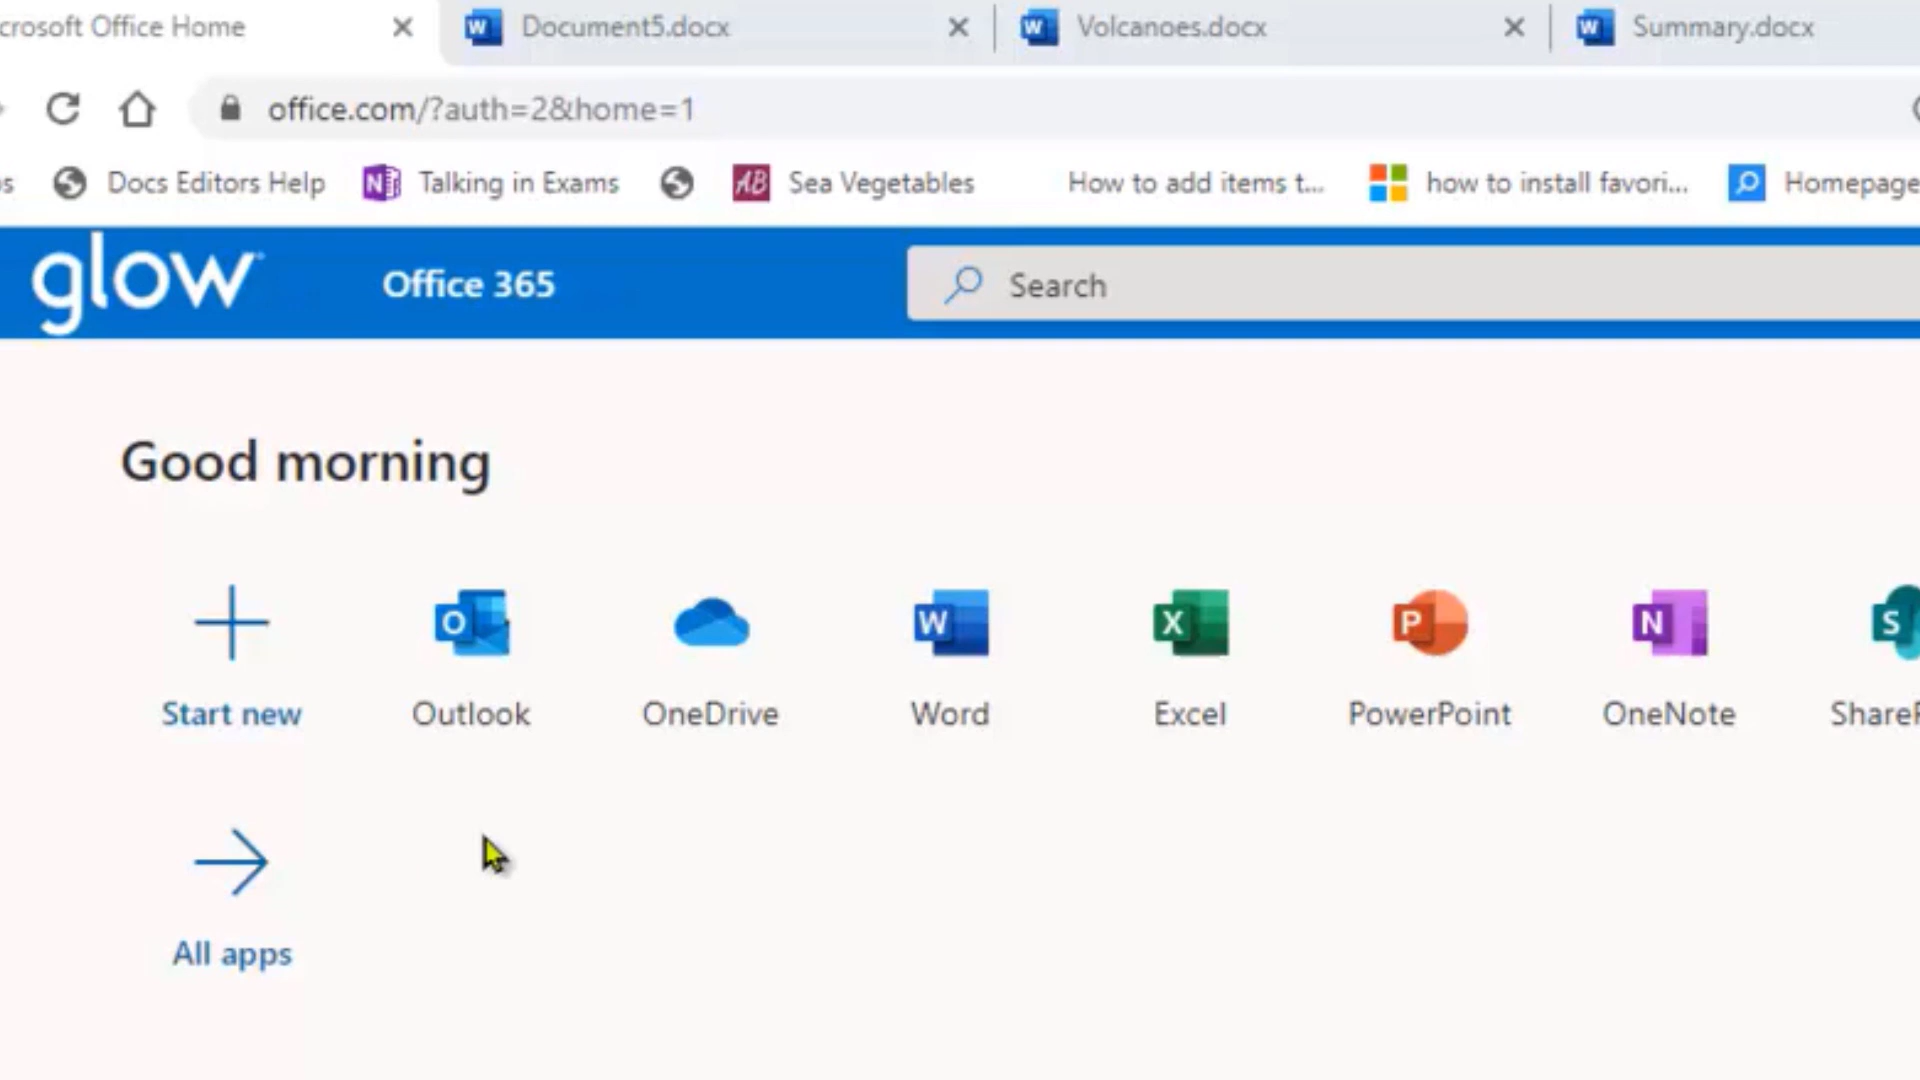 crosoft Office Home
Document5.docx
Volcanoes.docx
Summary.docx
office.com/?auth=2&home=1
s Docs Editors Help
Talking in Exams
Sea Vegetables
How to add items t...
how to install favori...
Homepage
glow
Office 365
Search
Good morning
Start new
Outlook
OneDrive
Word
Excel
PowerPoint
OneNote
ShareP
All apps